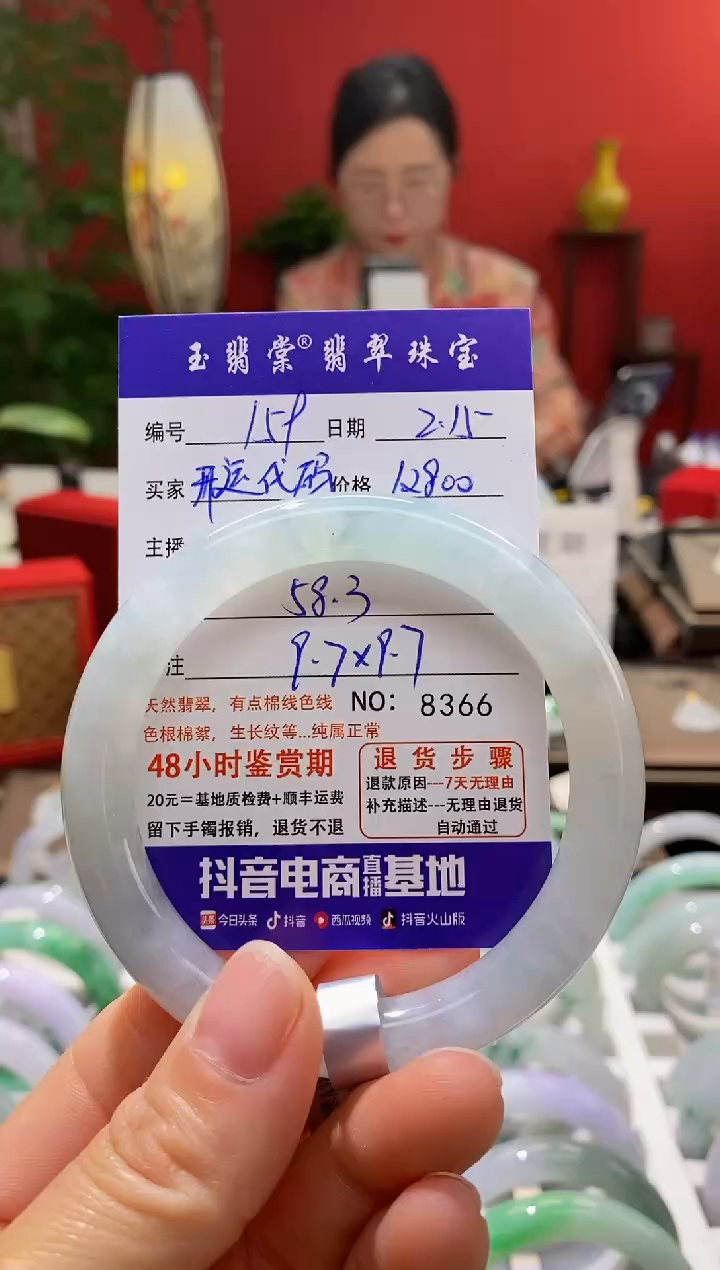 玉翡棠®翡翠珠宝
编号 159 日期 2.15
买家 开运代码 价格 12800
主播
58.3
注 9.7x9.7
天然翡翠，有点棉线色线 NO: 8366
色根棉絮，生长纹等...纯属正常
48小时鉴赏期
20元=基地质检费+顺丰运费
留下手镯报销，退货不退
退货步骤
退款原因---7天无理由
补充描述---无理由退货
自动通过
抖音电商直播基地
头条 今日头条 抖音 西瓜视频 抖音火山版